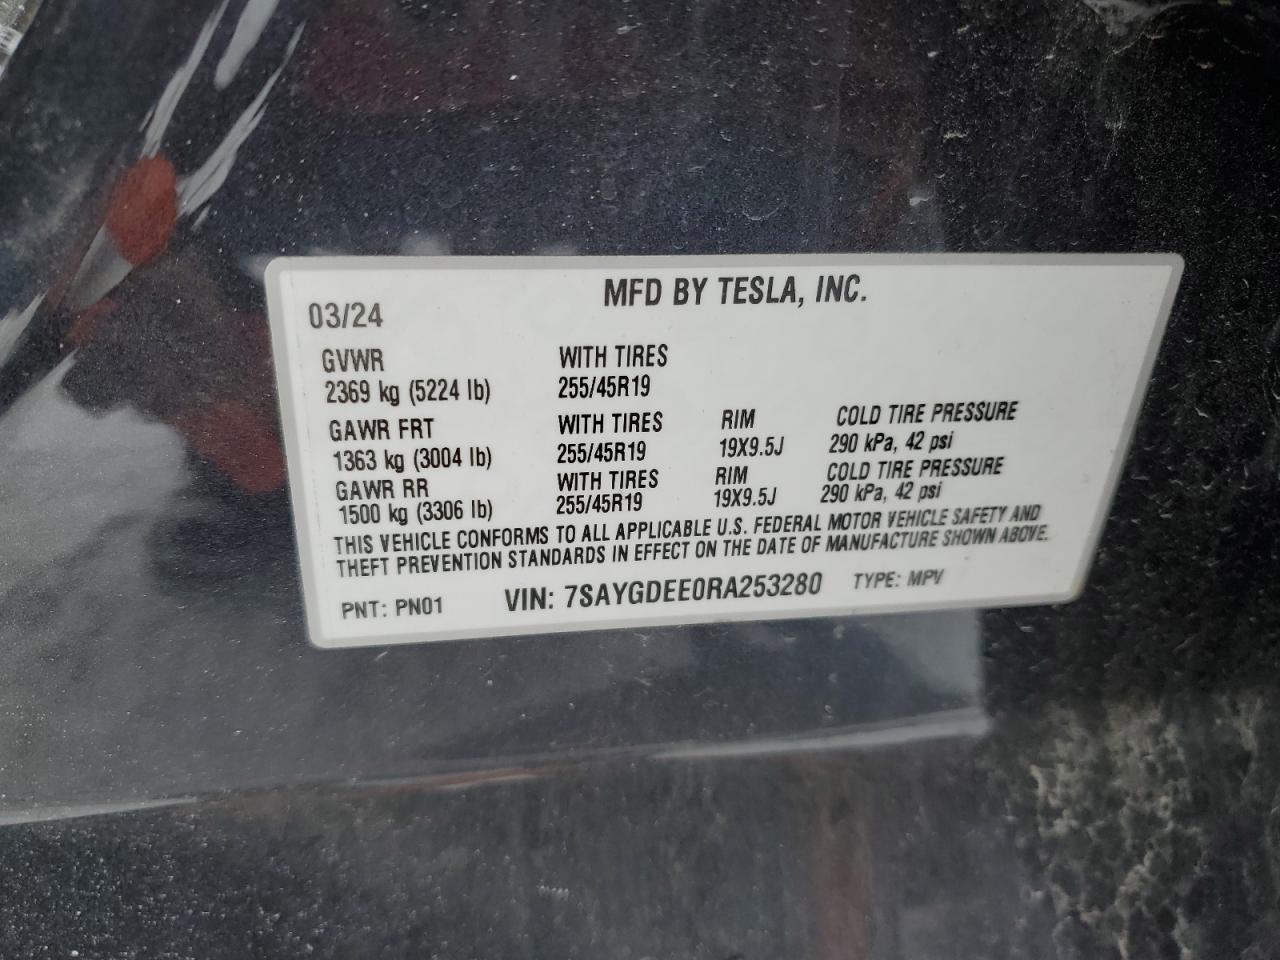 MFD BY TESLA, INC.
03/24
GVWR WITH TIRES
2369 kg (5224 lb) 255/45R19
GAWR FRT WITH TIRES RIM COLD TIRE PRESSURE
1363 kg (3004 lb) 255/45R19 19X9.5J 290 kPa, 42 psi
GAWR RR WITH TIRES RIM COLD TIRE PRESSURE
1500 kg (3306 lb) 255/45R19 19X9.5J 290 kPa, 42 psi
THIS VEHICLE CONFORMS TO ALL APPLICABLE U.S. FEDERAL MOTOR VEHICLE SAFETY AND
THEFT PREVENTION STANDARDS IN EFFECT ON THE DATE OF MANUFACTURE SHOWN ABOVE.
PNT: PN01 VIN: 7SAYGDEE0RA253280 TYPE: MPV